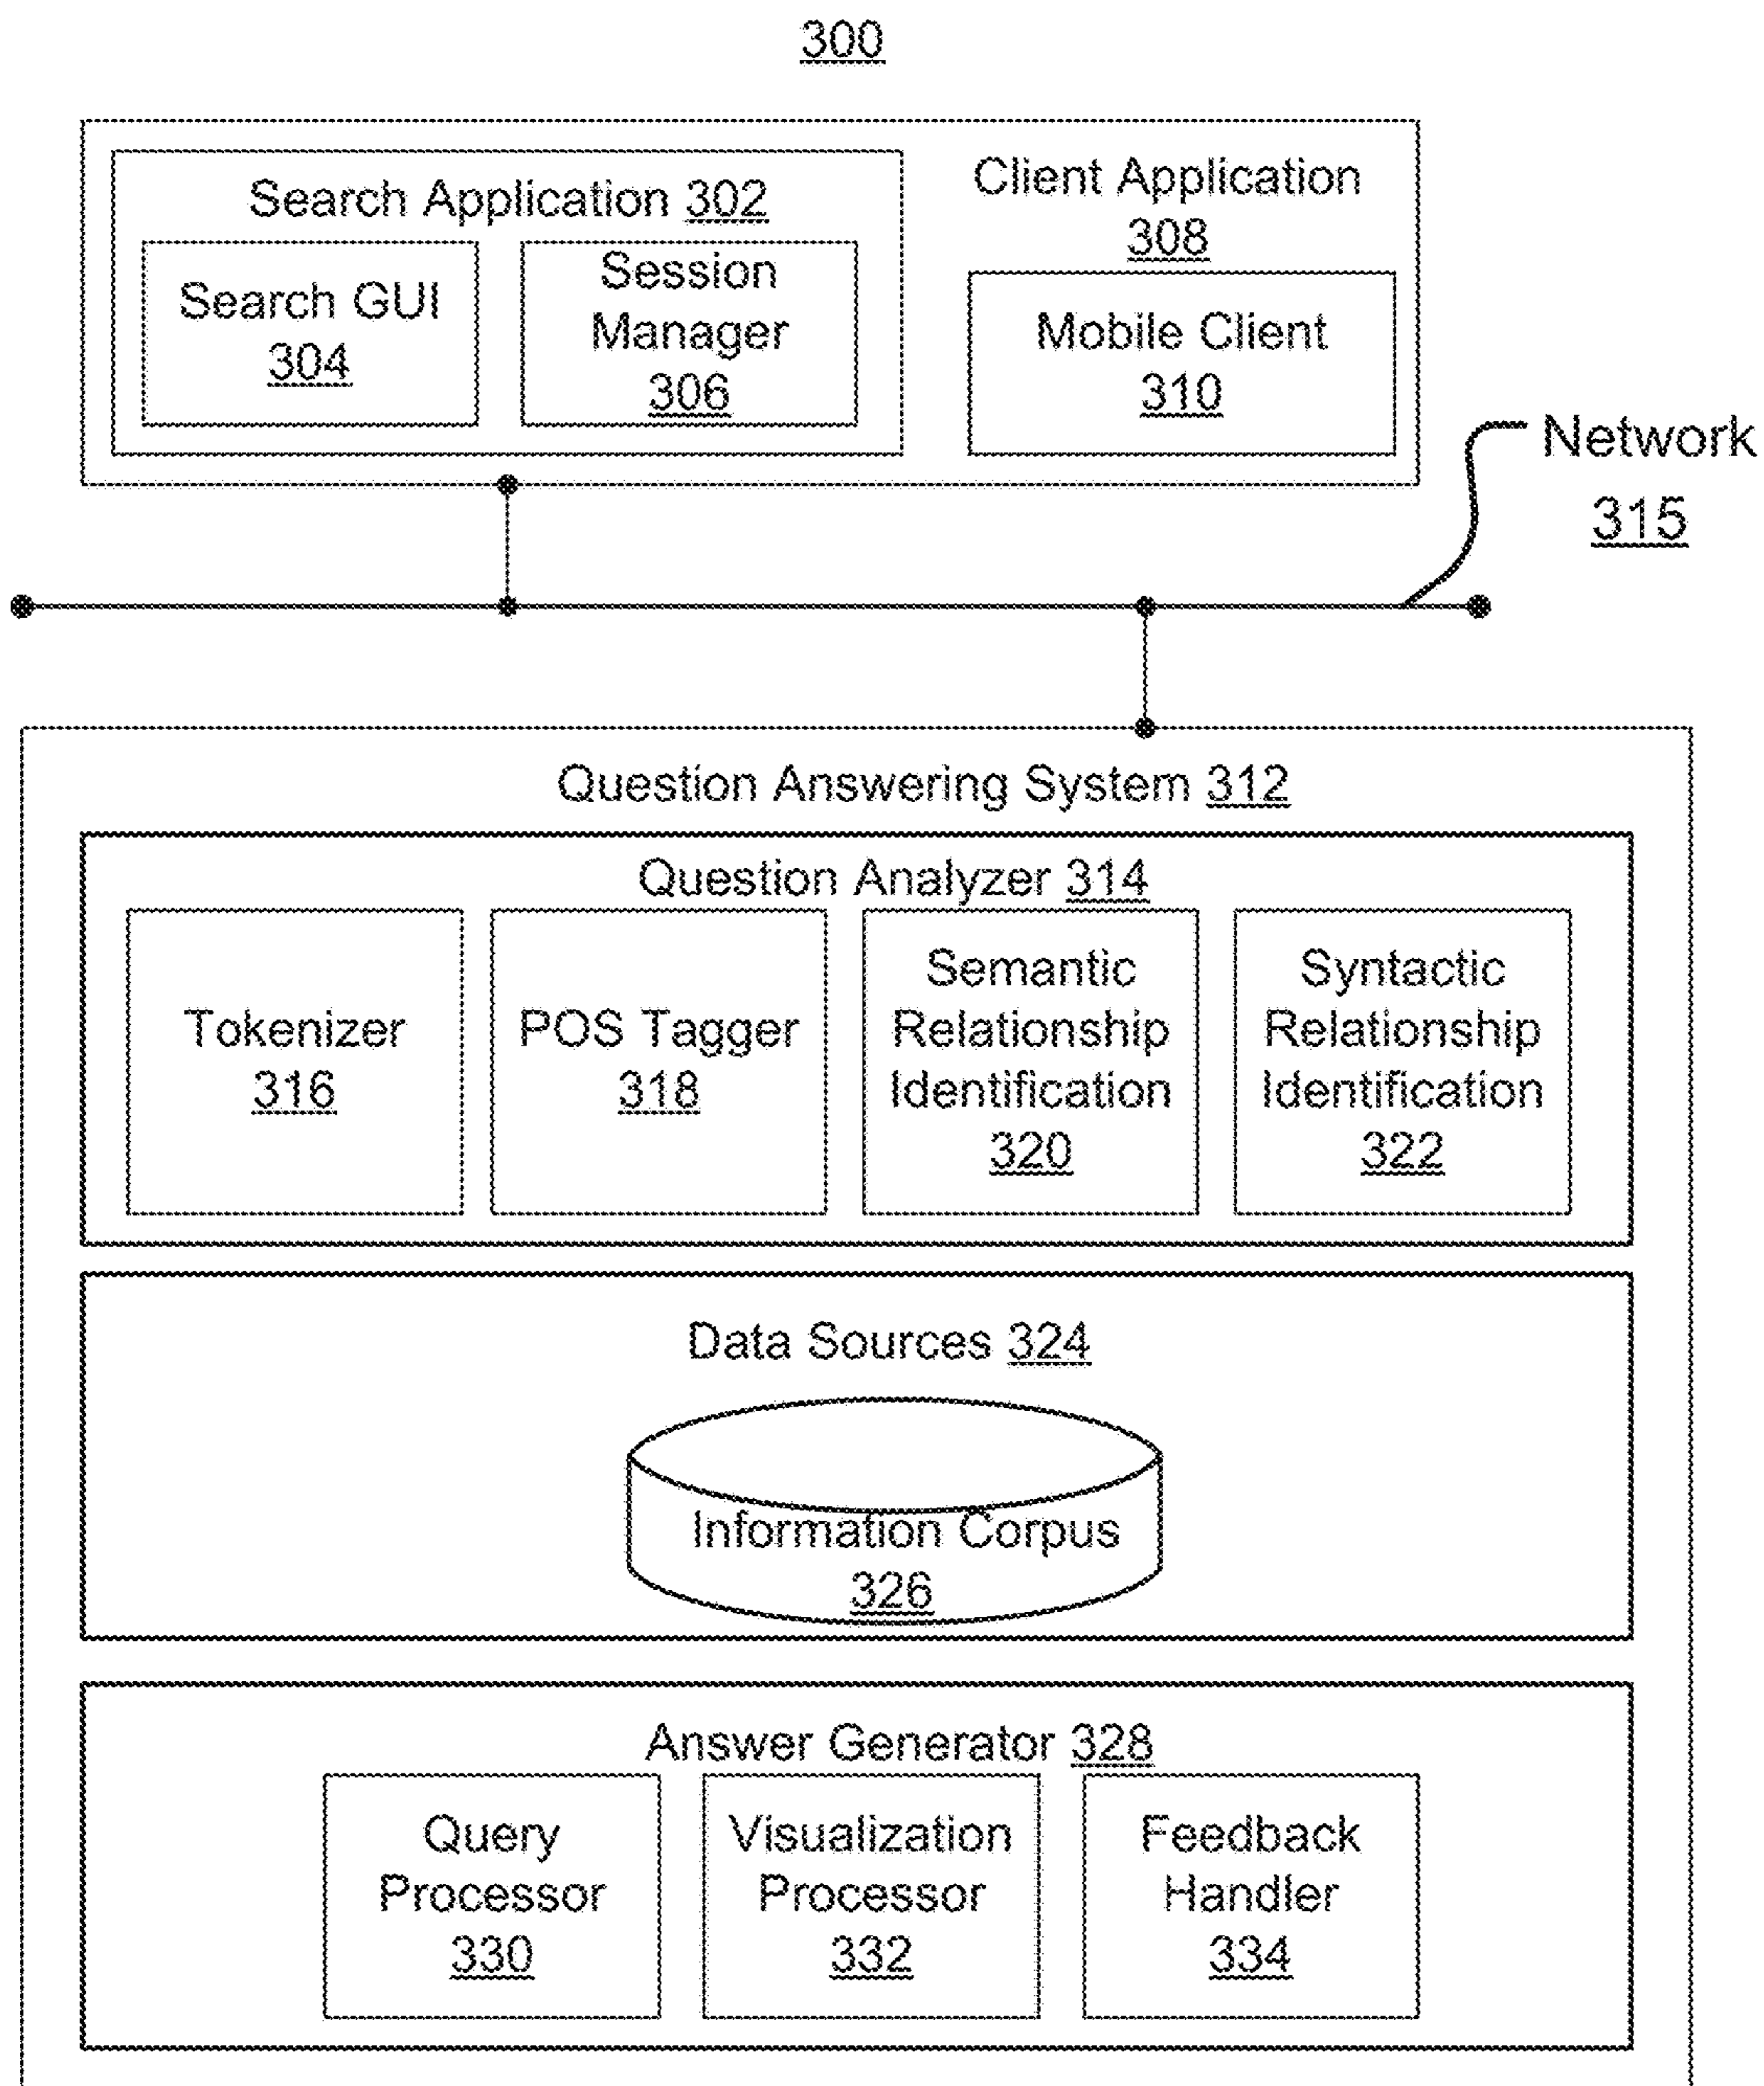 300
Search Application 302
Client Application
308
Search GUI
304
Session
Manager
306
Mobile Client
310
Network
315
Question Answering System 312
Question Analyzer 314
Tokenizer
316
POS Tagger
318
Semantic
Relationship
Identification
320
Syntactic
Relationship
Identification
322
Data Sources 324
Information Corpus
326
Answer Generator 328
Query
Processor
330
Visualization
Processor
332
Feedback
Handler
334